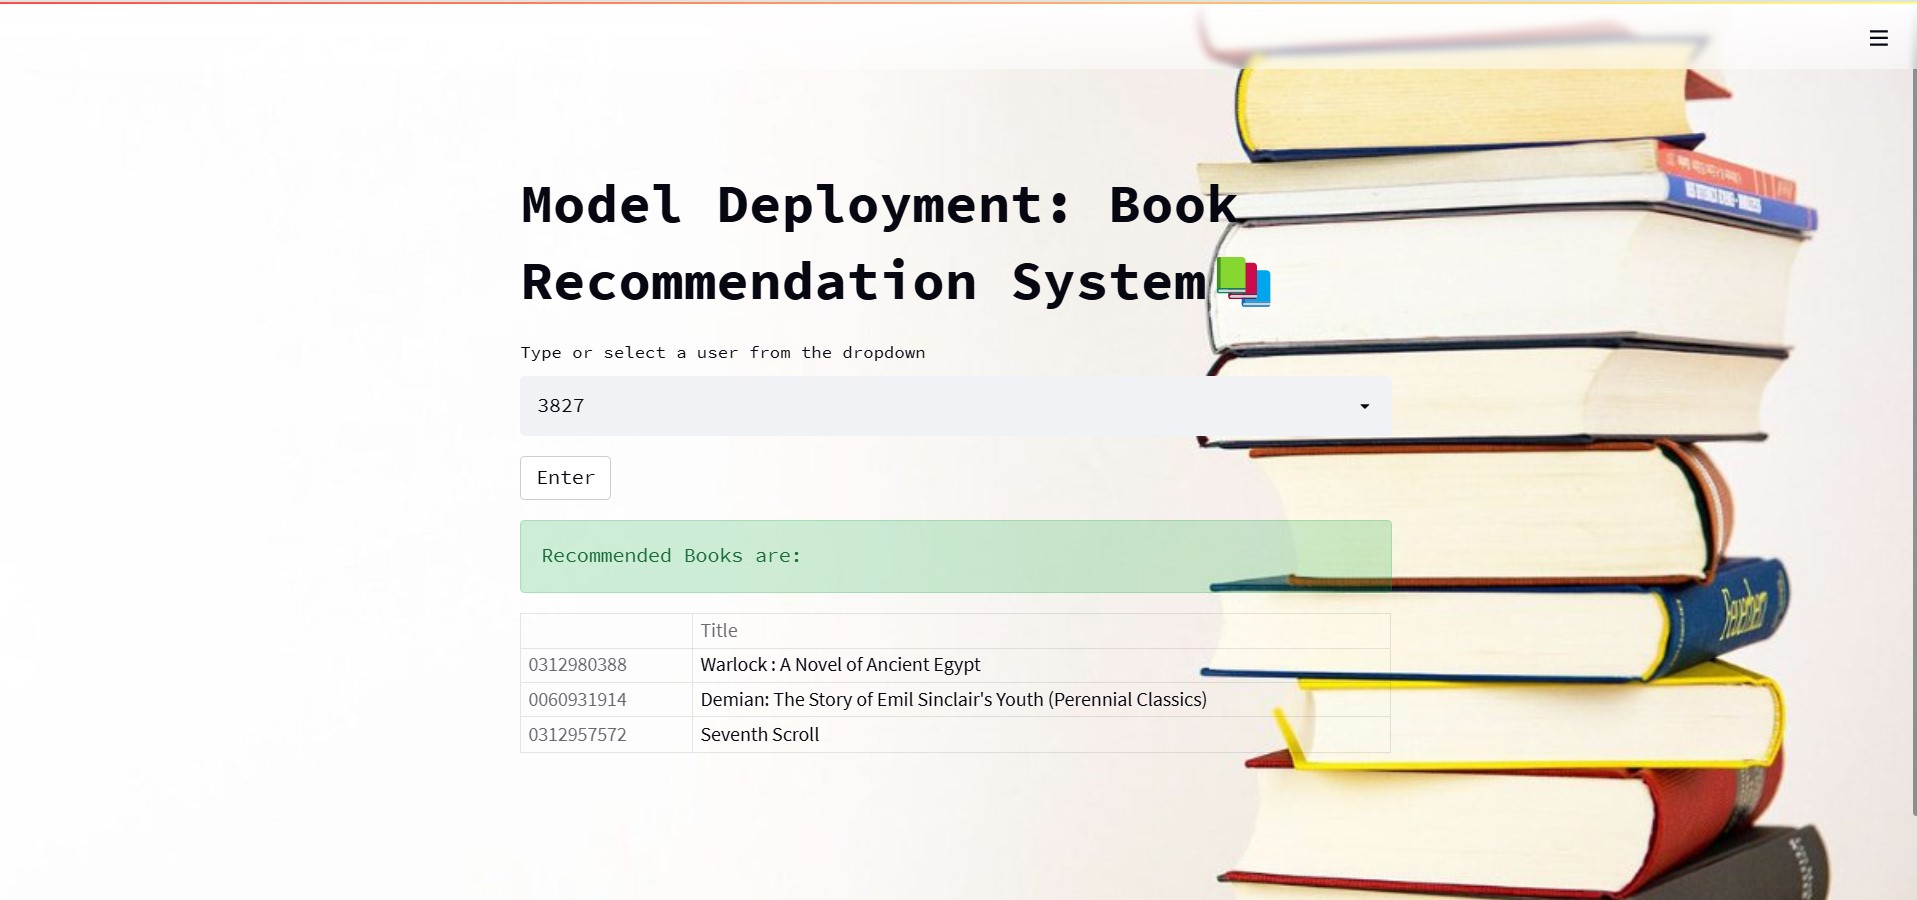 Model Deployment: Book
Recommendation System
Type or select a user from the dropdown
3827
Enter
Recommended Books are:
Title
0312980388 Warlock : A Novel of Ancient Egypt
0060931914 Demian: The Story of Emil Sinclair's Youth (Perennial Classics)
0312957572 Seventh Scroll